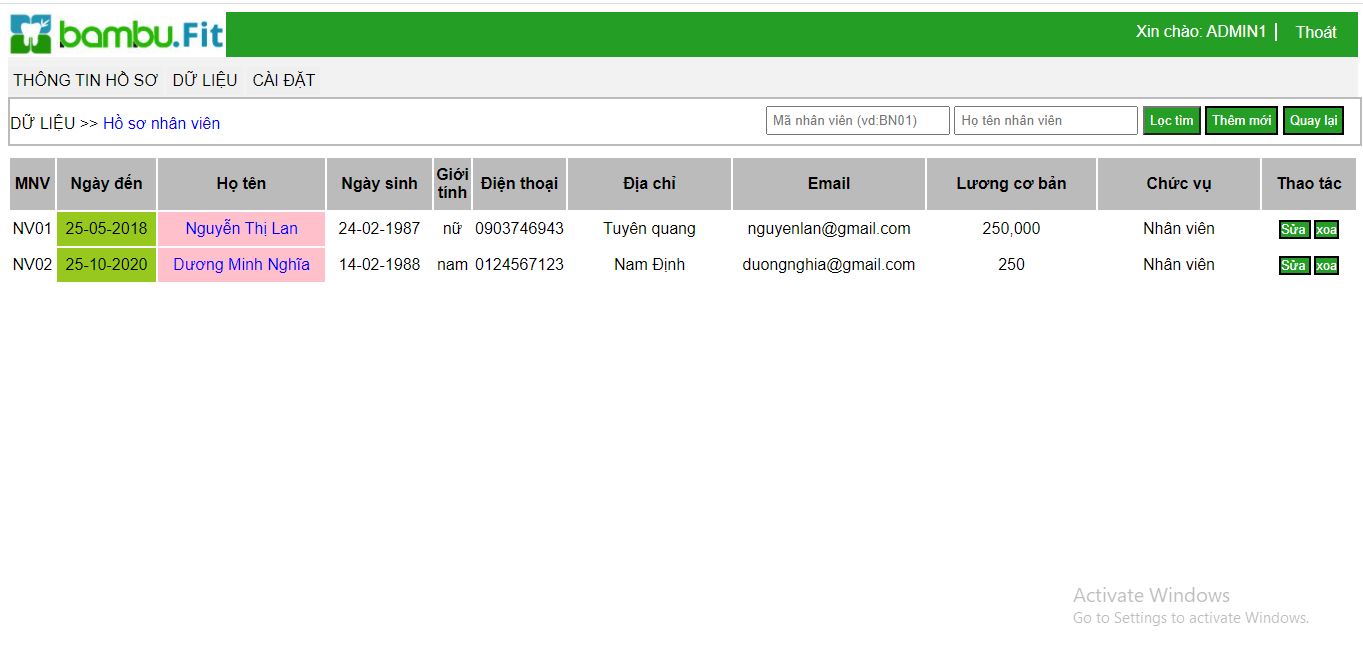 bambu.Fit
Xin chào: ADMIN1 | Thoát
THÔNG TIN HỒ SƠ DỮ LIỆU CÀI ĐẶT
DỮ LIỆU >> Hồ sơ nhân viên Mã nhân viên (vd:BN01) Họ tên nhân viên Lọc tìm Thêm mới Quay lại
MNV Ngày đến Họ tên Ngày sinh Giới tính Điện thoại Địa chỉ Email Lương cơ bản Chức vụ Thao tác
NV01 25-05-2018 Nguyễn Thị Lan 24-02-1987 nữ 0903746943 Tuyên quang nguyenlan@gmail.com 250,000 Nhân viên Sửa xoa
NV02 25-10-2020 Dương Minh Nghĩa 14-02-1988 nam 0124567123 Nam Định duongnghia@gmail.com 250 Nhân viên Sửa xoa
Activate Windows
Go to Settings to activate Windows.